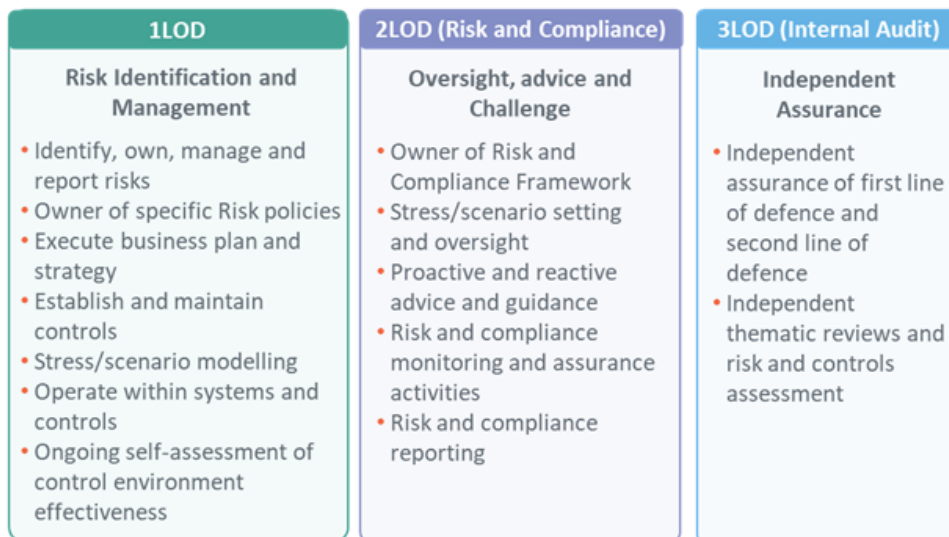 1LOD
Risk Identification and
Management
• Identify, own, manage and
report risks
• Owner of specific Risk policies
• Execute business plan and
strategy
• Establish and maintain
controls
• Stress/scenario modelling
• Operate within systems and
controls
• Ongoing self-assessment of
control environment
effectiveness
2LOD (Risk and Compliance)
Oversight, advice and
Challenge
• Owner of Risk and
Compliance Framework
• Stress/scenario setting
and oversight
• Proactive and reactive
advice and guidance
• Risk and compliance
monitoring and assurance
activities
• Risk and compliance
reporting
3LOD (Internal Audit)
Independent
Assurance
• Independent
assurance of first line
of defence and
second line of
defence
• Independent
thematic reviews and
risk and controls
assessment